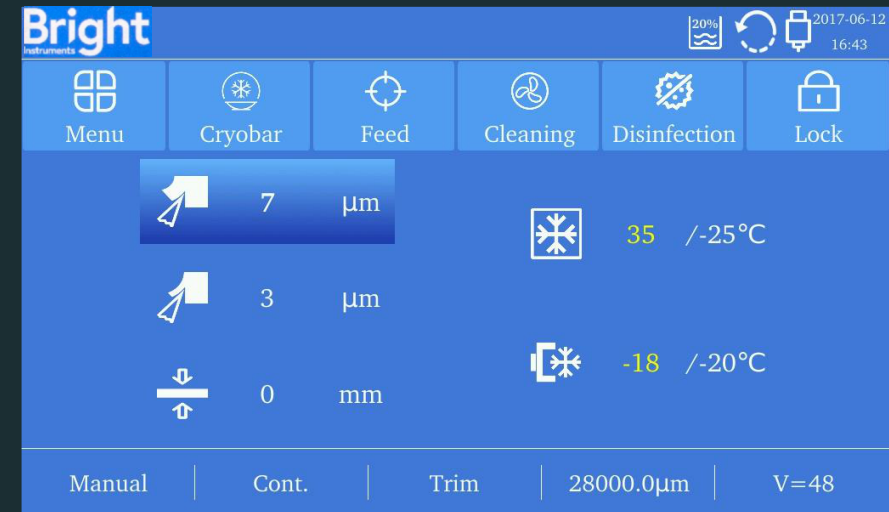 Bright
Instruments
20%
2017-06-12
16:43
Menu
Cryobar
Feed
Cleaning
Disinfection
Lock
7 μm
35 /-25°C
3 μm
-18 /-20°C
0 mm
Manual
Cont.
Trim
28000.0μm
V=48